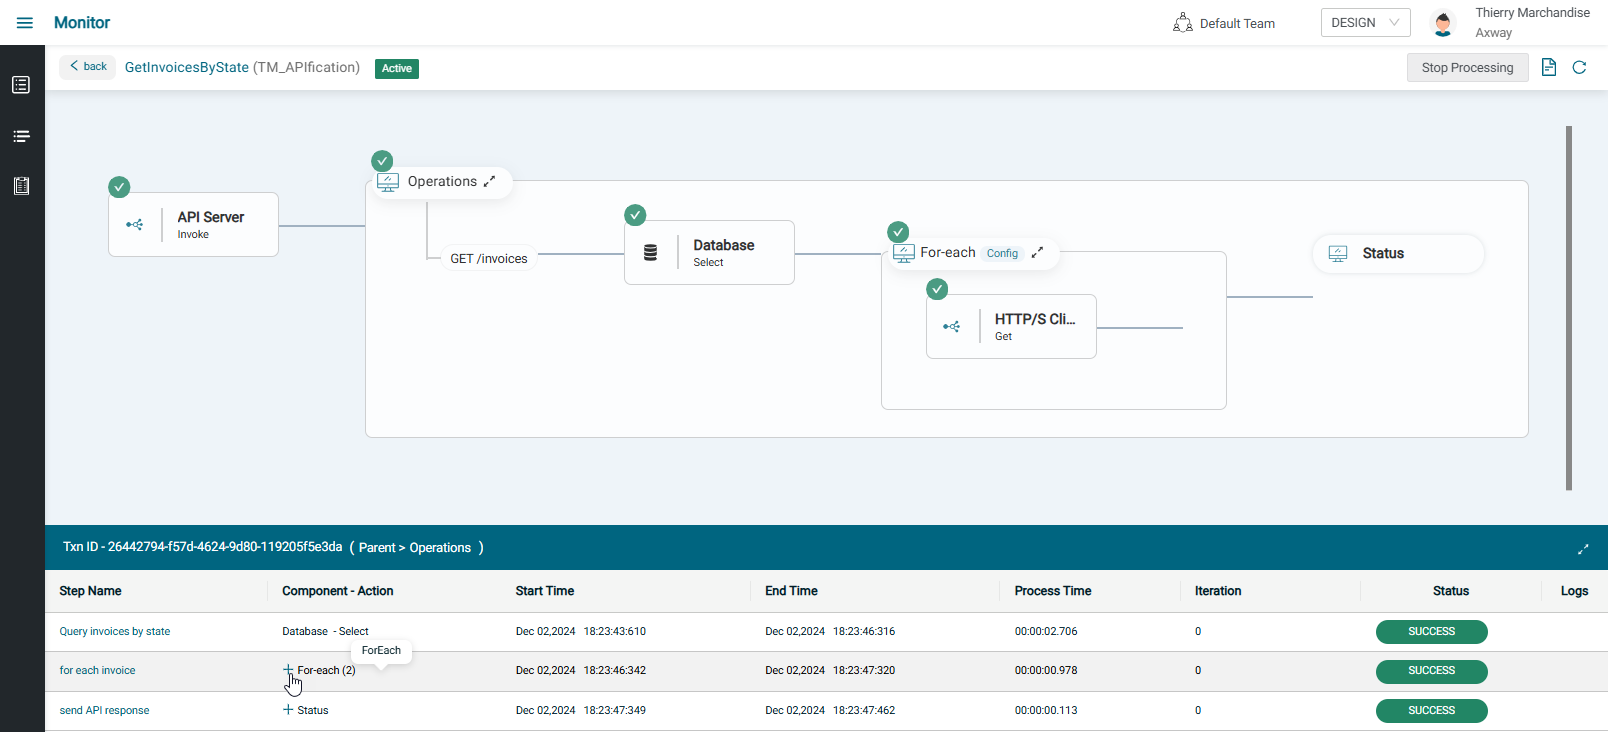 Monitor
Default Team
DESIGN
Thierry Marchandise
Axway
back
GetInvoicesByState (TM_APIfication)
Active
Stop Processing
Operations
API Server
Invoke
GET /invoices
Database
Select
For-each Config
HTTP/S Cli...
Get
Status
Txn ID - 26442794-f57d-4624-9d80-119205f5e3da ( Parent > Operations )
Step Name Component - Action Start Time End Time Process Time Iteration Status Logs
Query invoices by state Database - Select Dec 02,2024 18:23:43:610 Dec 02,2024 18:23:46:316 00:00:02.706 0 SUCCESS
ForEach
for each invoice For-each (2) Dec 02,2024 18:23:46:342 Dec 02,2024 18:23:47:320 00:00:00.978 0 SUCCESS
send API response Status Dec 02,2024 18:23:47:349 Dec 02,2024 18:23:47:462 00:00:00.113 0 SUCCESS